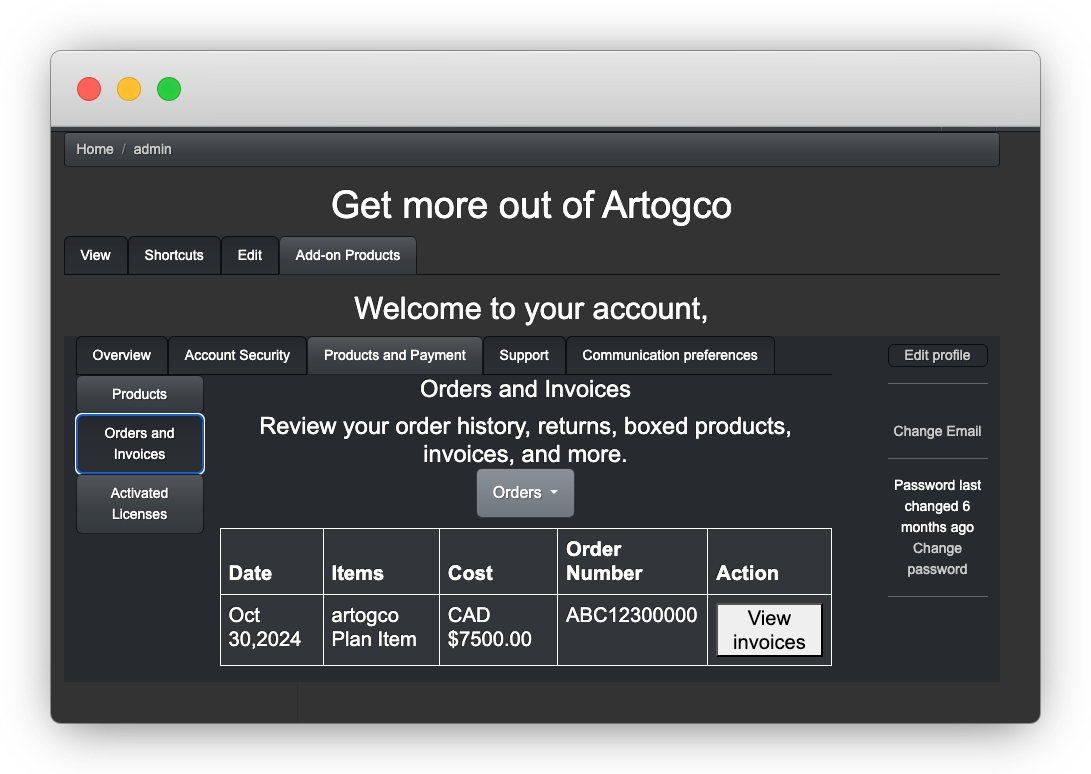 Home / admin
Get more out of Artogco
View Shortcuts Edit Add-on Products
Welcome to your account,
Overview Account Security Products and Payment Support Communication preferences
Edit profile
Products
Orders and
Invoices
Activated
Licenses
Orders and Invoices
Review your order history, returns, boxed products,
invoices, and more.
Orders
Date Items Cost Order
Number Action
Oct
30,2024
artogco
Plan Item
CAD
$7500.00
ABC12300000
View
invoices
Change Email
Password last
changed 6
months ago
Change
password